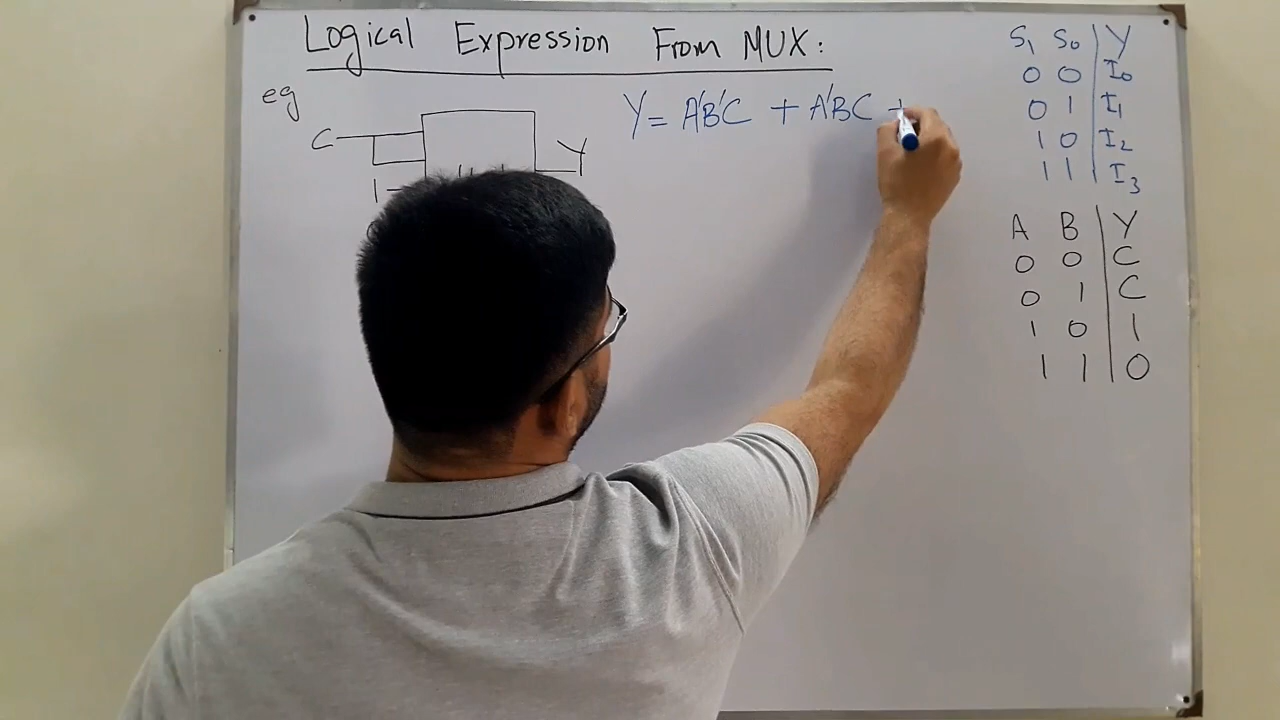 Logical Expression From MUX:
eg
C
Y
1
Y = A'B'C + A'BC +
S₁ S₀ Y
0 0 I₀
0 1 I₁
1 0 I₂
1 1 I₃
A B Y
0 0 C
0 1 C
1 0 1
1 1 0